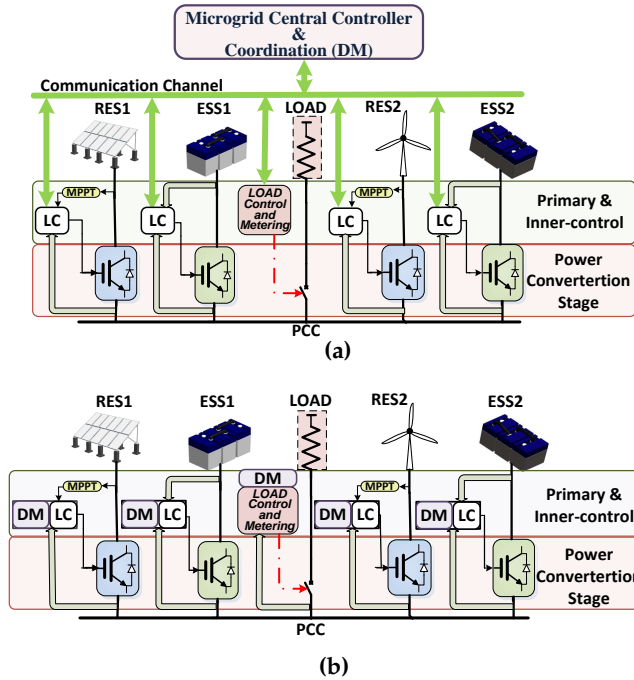 Microgrid Central Controller
&
Coordination (DM)
Communication Channel
RES1
ESS1
LOAD
RES2
ESS2
MPPT
MPPT
LC
LC
LOAD
Control
and
Metering
LC
LC
Primary &
Inner-control
Power
Convertertion
Stage
PCC
(a)
RES1
ESS1
LOAD
RES2
ESS2
MPPT
DM
MPPT
DM LC
DM LC
LOAD Control
and
Metering
DM LC
DM LC
Primary &
Inner-control
Power
Convertertion
Stage
PCC
(b)